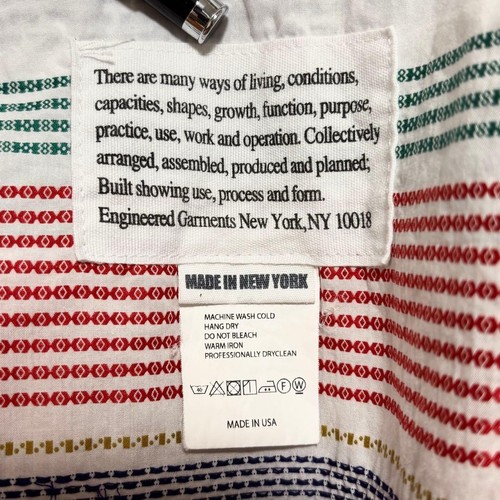 There are many ways of living, conditions,
capacities, shapes, growth, function, purpose,
practice, use, work and operation. Collectively
arranged, assembled, produced and planned;
Built showing use, process and form.
Engineered Garments New York, NY 10018
MADE IN NEW YORK
MACHINE WASH COLD
HANG DRY
DO NOT BLEACH
WARM IRON
PROFESSIONALLY DRYCLEAN
MADE IN USA